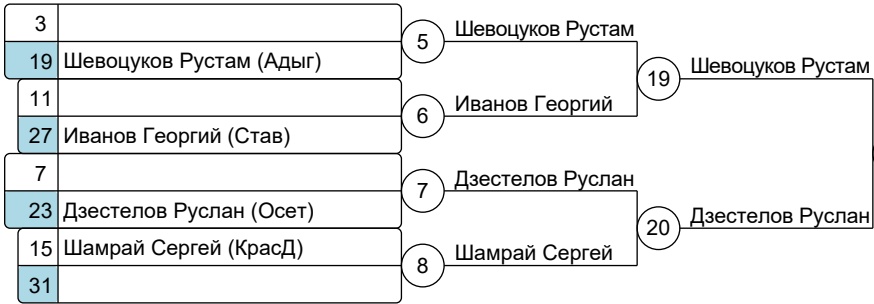 3
19 Шевоцуков Рустам (Адыг)
5 Шевоцуков Рустам
11
27 Иванов Георгий (Став)
6 Иванов Георгий
19 Шевоцуков Рустам
7
23 Дзестелов Руслан (Осет)
7 Дзестелов Руслан
15 Шамрай Сергей (КрасД)
31
8 Шамрай Сергей
20 Дзестелов Руслан